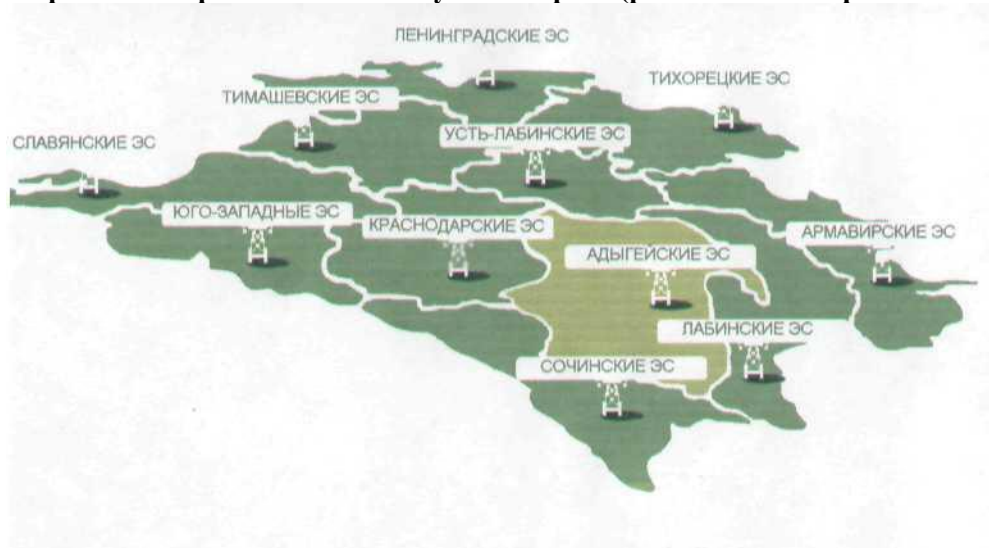 ЛЕНИНГРАДСКИЕ ЭС
ТИХОРЕЦКИЕ ЭС
ТИМАШЕВСКИЕ ЭС
УСТЬ-ЛАБИНСКИЕ ЭС
СЛАВЯНСКИЕ ЭС
ЮГО-ЗАПАДНЫЕ ЭС
КРАСНОДАРСКИЕ ЭС
АРМАВИРСКИЕ ЭС
АДЫГЕЙСКИЕ ЭС
ЛАБИНСКИЕ ЭС
СОЧИНСКИЕ ЭС